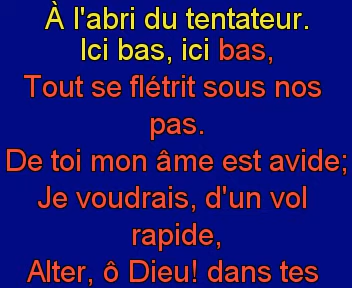 À l'abri du tentateur.
Ici bas, ici bas,
Tout se flétrit sous nos
pas.
De toi mon âme est avide;
Je voudrais, d'un vol
rapide,
Alter, ô Dieu! dans tes